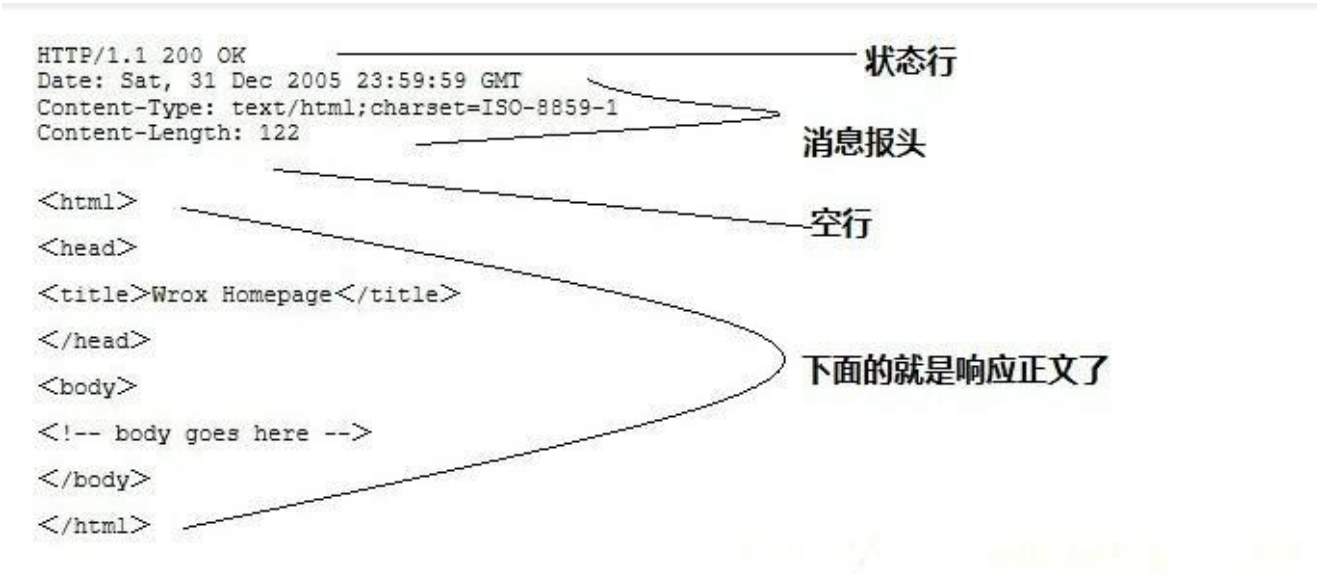 HTTP/1.1 200 OK 状态行
Date: Sat, 31 Dec 2005 23:59:59 GMT
Content-Type: text/html;charset=ISO-8859-1
Content-Length: 122
消息报头
<html>
空行
<head>
<title>Wrox Homepage</title>
</head>
下面的就是响应正文了
<body>
<!-- body goes here -->
</body>
</html>